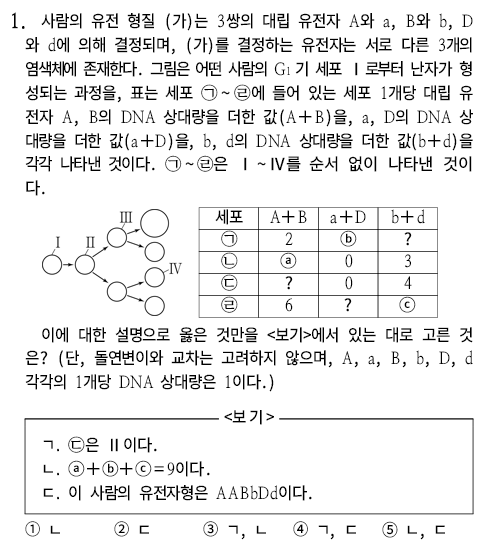 1. 사람의 유전 형질 (가)는 3쌍의 대립 유전자 A와 a, B와 b, D
와 d에 의해 결정되며, (가)를 결정하는 유전자는 서로 다른 3개의
염색체에 존재한다. 그림은 어떤 사람의 G₁기 세포 Ⅰ로부터 난자가 형
성되는 과정을, 표는 세포 ㉠~㉣에 들어 있는 세포 1개당 대립 유
전자 A, B의 DNA 상대량을 더한 값(A+B)을, a, D의 DNA 상
대량을 더한 값(a+D)을, b, d의 DNA 상대량을 더한 값(b+d)을
각각 나타낸 것이다. ㉠~㉣은 Ⅰ~Ⅳ를 순서 없이 나타낸 것이
다.
Ⅰ Ⅱ Ⅲ Ⅳ
세포 A+B a+D b+d
㉠ 2 ⓑ ?
㉡ ⓐ 0 3
㉢ ? 0 4
㉣ 6 ? ⓒ
이에 대한 설명으로 옳은 것만을 <보기>에서 있는 대로 고른 것
은? (단, 돌연변이와 교차는 고려하지 않으며, A, a, B, b, D, d
각각의 1개당 DNA 상대량은 1이다.)
<보 기>
ㄱ. ㉢은 Ⅱ이다.
ㄴ. ⓐ+ⓑ+ⓒ=9이다.
ㄷ. 이 사람의 유전자형은 AABbDd이다.
① ㄴ ② ㄷ ③ ㄱ, ㄴ ④ ㄱ, ㄷ ⑤ ㄴ, ㄷ